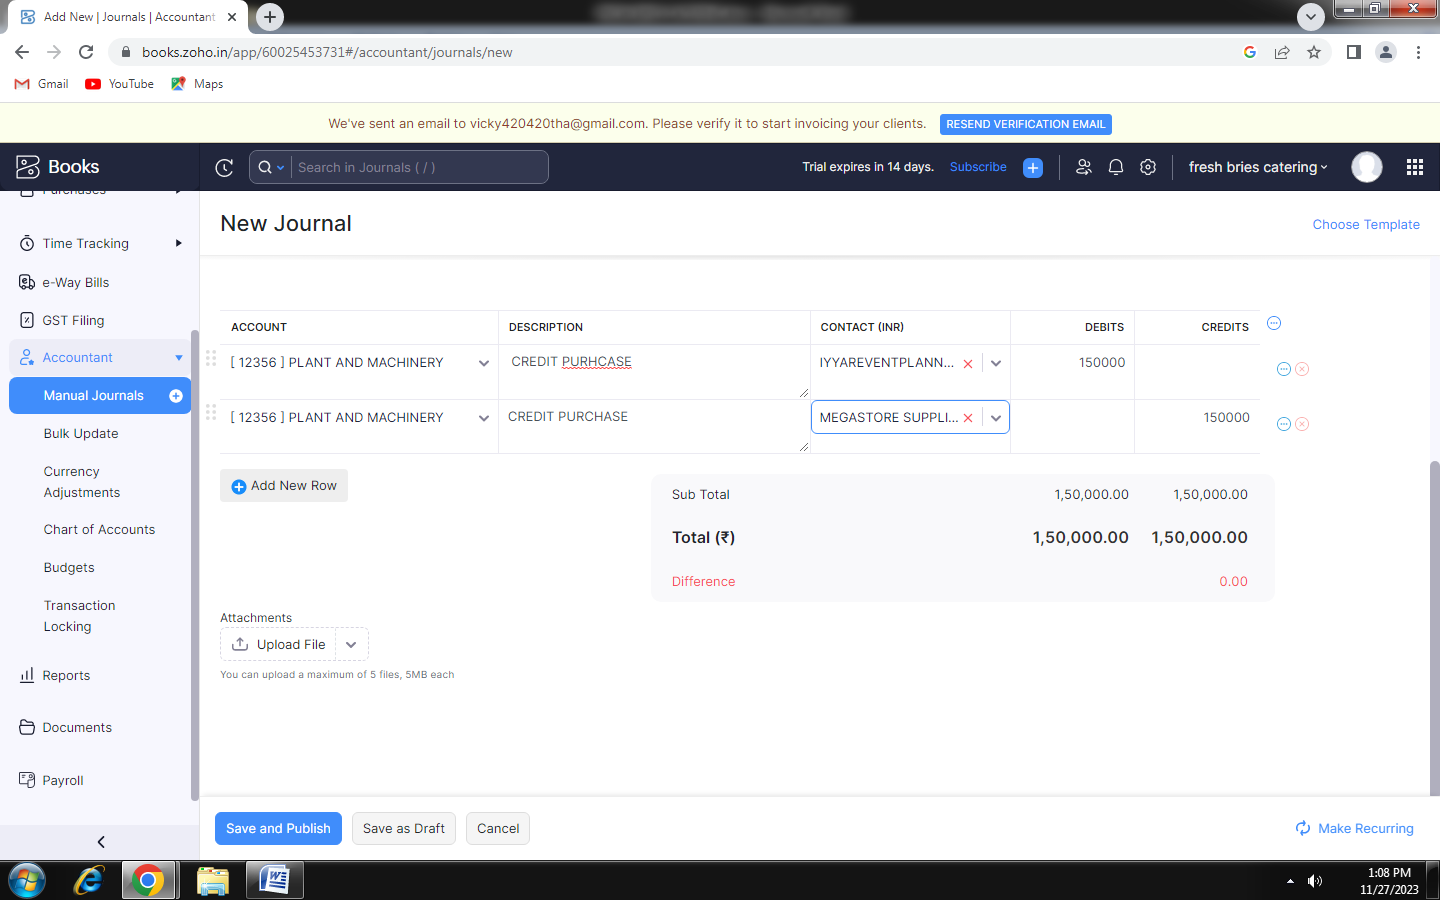 Add New | Journals | Accountant
books.zoho.in/app/60025453731#/accountant/journals/new
Gmail YouTube Maps
We've sent an email to vicky420420tha@gmail.com. Please verify it to start invoicing your clients. RESEND VERIFICATION EMAIL
Books
Search in Journals ( / )
Trial expires in 14 days. Subscribe
fresh bries catering
Purchases
Time Tracking
e-Way Bills
GST Filing
Accountant
Manual Journals
Bulk Update
Currency
Adjustments
Chart of Accounts
Budgets
Transaction
Locking
Reports
Documents
Payroll
New Journal
Choose Template
ACCOUNT DESCRIPTION CONTACT (INR) DEBITS CREDITS
[ 12356 ] PLANT AND MACHINERY CREDIT PURHCASE IYYAREVENTPLANN... 150000
[ 12356 ] PLANT AND MACHINERY CREDIT PURCHASE MEGASTORE SUPPLI... 150000
Add New Row
Sub Total 1,50,000.00 1,50,000.00
Total (₹) 1,50,000.00 1,50,000.00
Difference 0.00
Attachments
Upload File
You can upload a maximum of 5 files, 5MB each
Save and Publish Save as Draft Cancel
Make Recurring
1:08 PM
11/27/2023